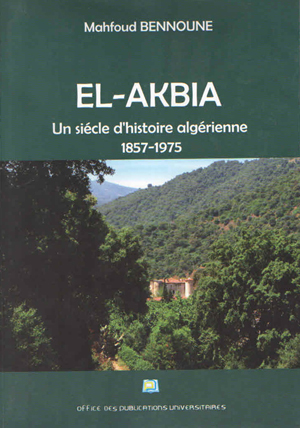 Mahfoud BENNOUNE
EL-AKBIA
Un siécle d'histoire algérienne
1857-1975
OFFICE DES PUBLICATIONS UNIVERSITAIRES